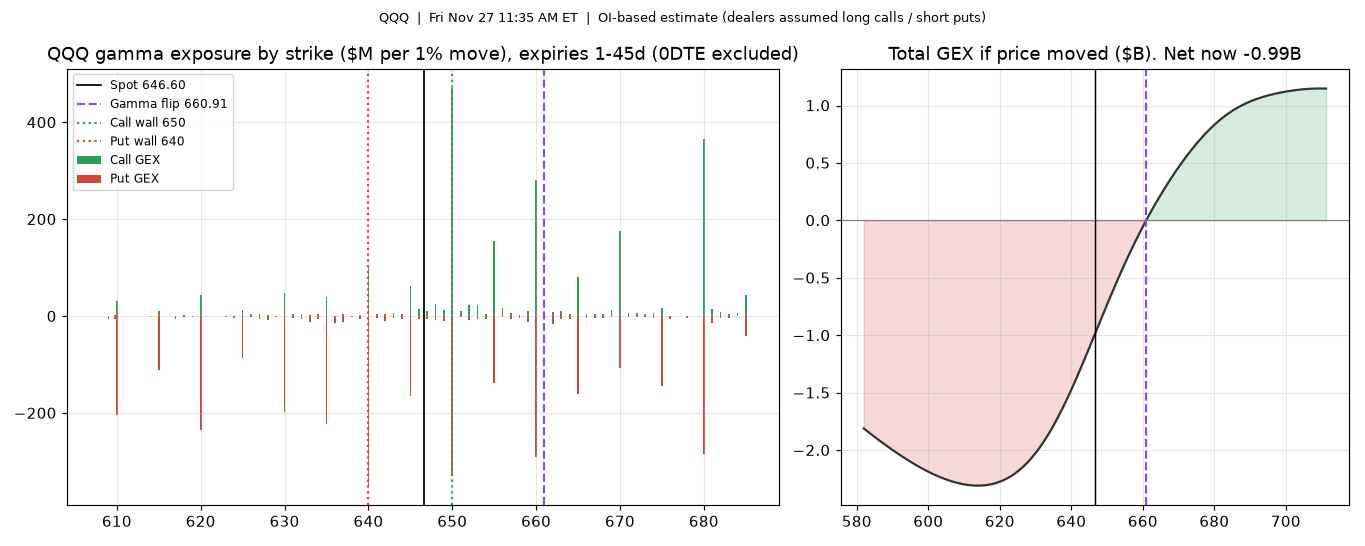 QQQ | Fri Nov 27 11:35 AM ET | OI-based estimate (dealers assumed long calls / short puts)
QQQ gamma exposure by strike ($M per 1% move), expiries 1-45d (0DTE excluded)
Spot 646.60
Gamma flip 660.91
Call wall 650
Put wall 640
Call GEX
Put GEX
400
200
0
−200
610 620 630 640 650 660 670 680
Total GEX if price moved ($B). Net now -0.99B
1.0
0.5
0.0
−0.5
−1.0
−1.5
−2.0
580 600 620 640 660 680 700